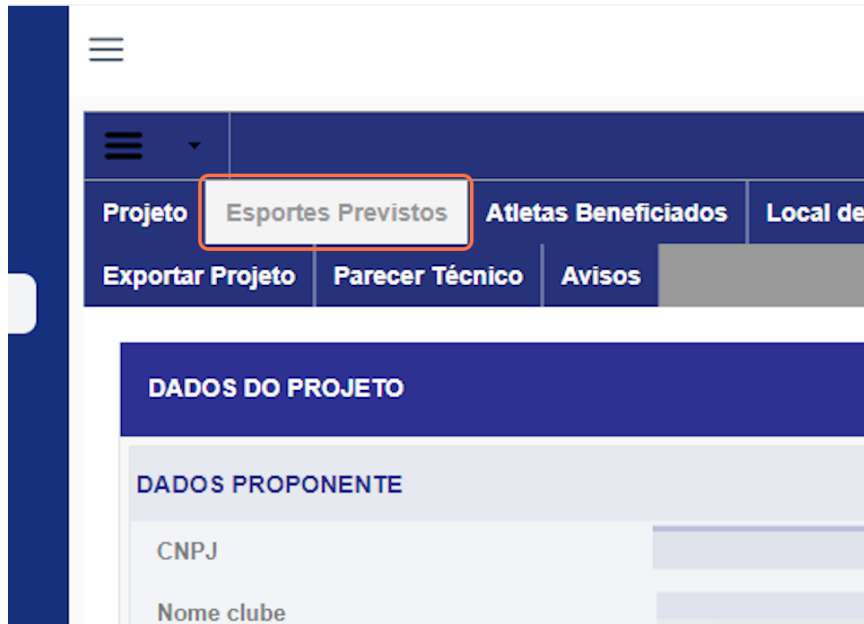 Projeto Esportes Previstos Atletas Beneficiados Local de
Exportar Projeto Parecer Técnico Avisos
DADOS DO PROJETO
DADOS PROPONENTE
CNPJ
Nome clube